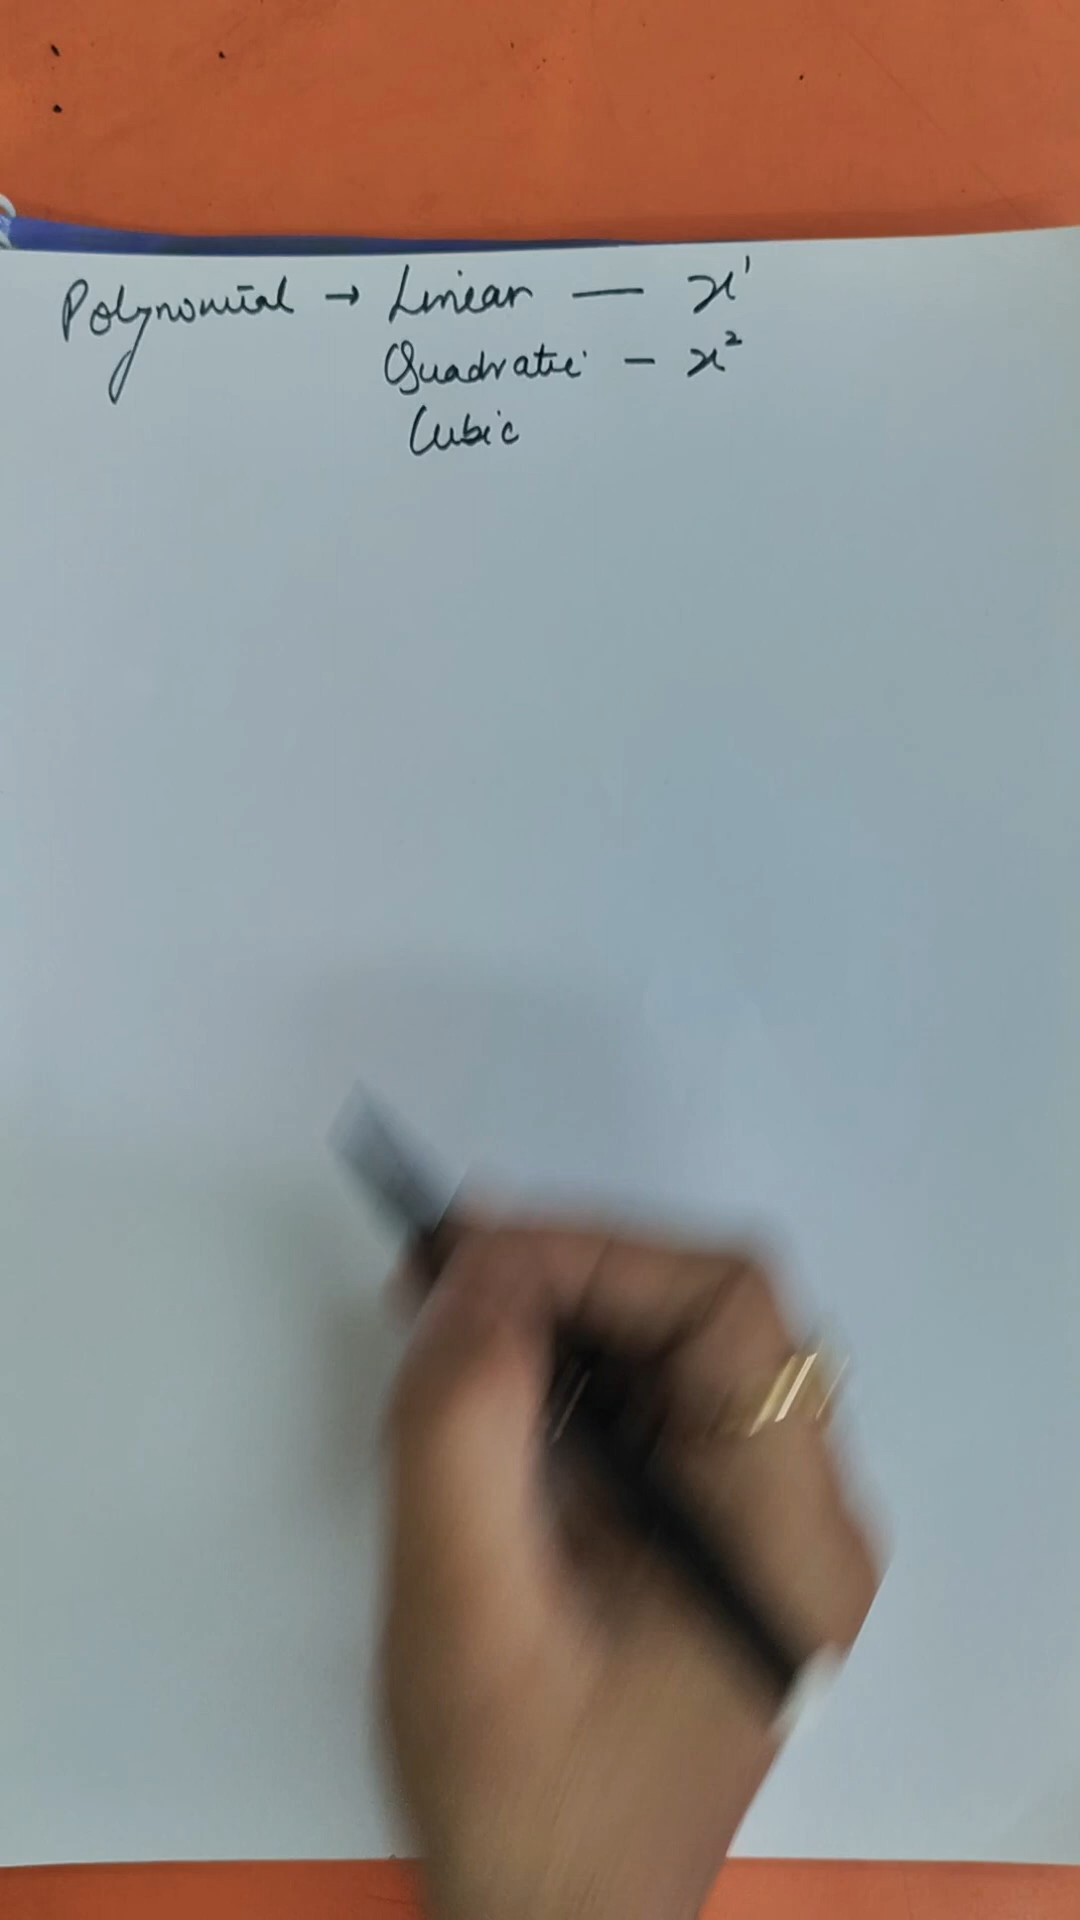 Polynomial → Linear — x¹
Quadratic - x²
Cubic